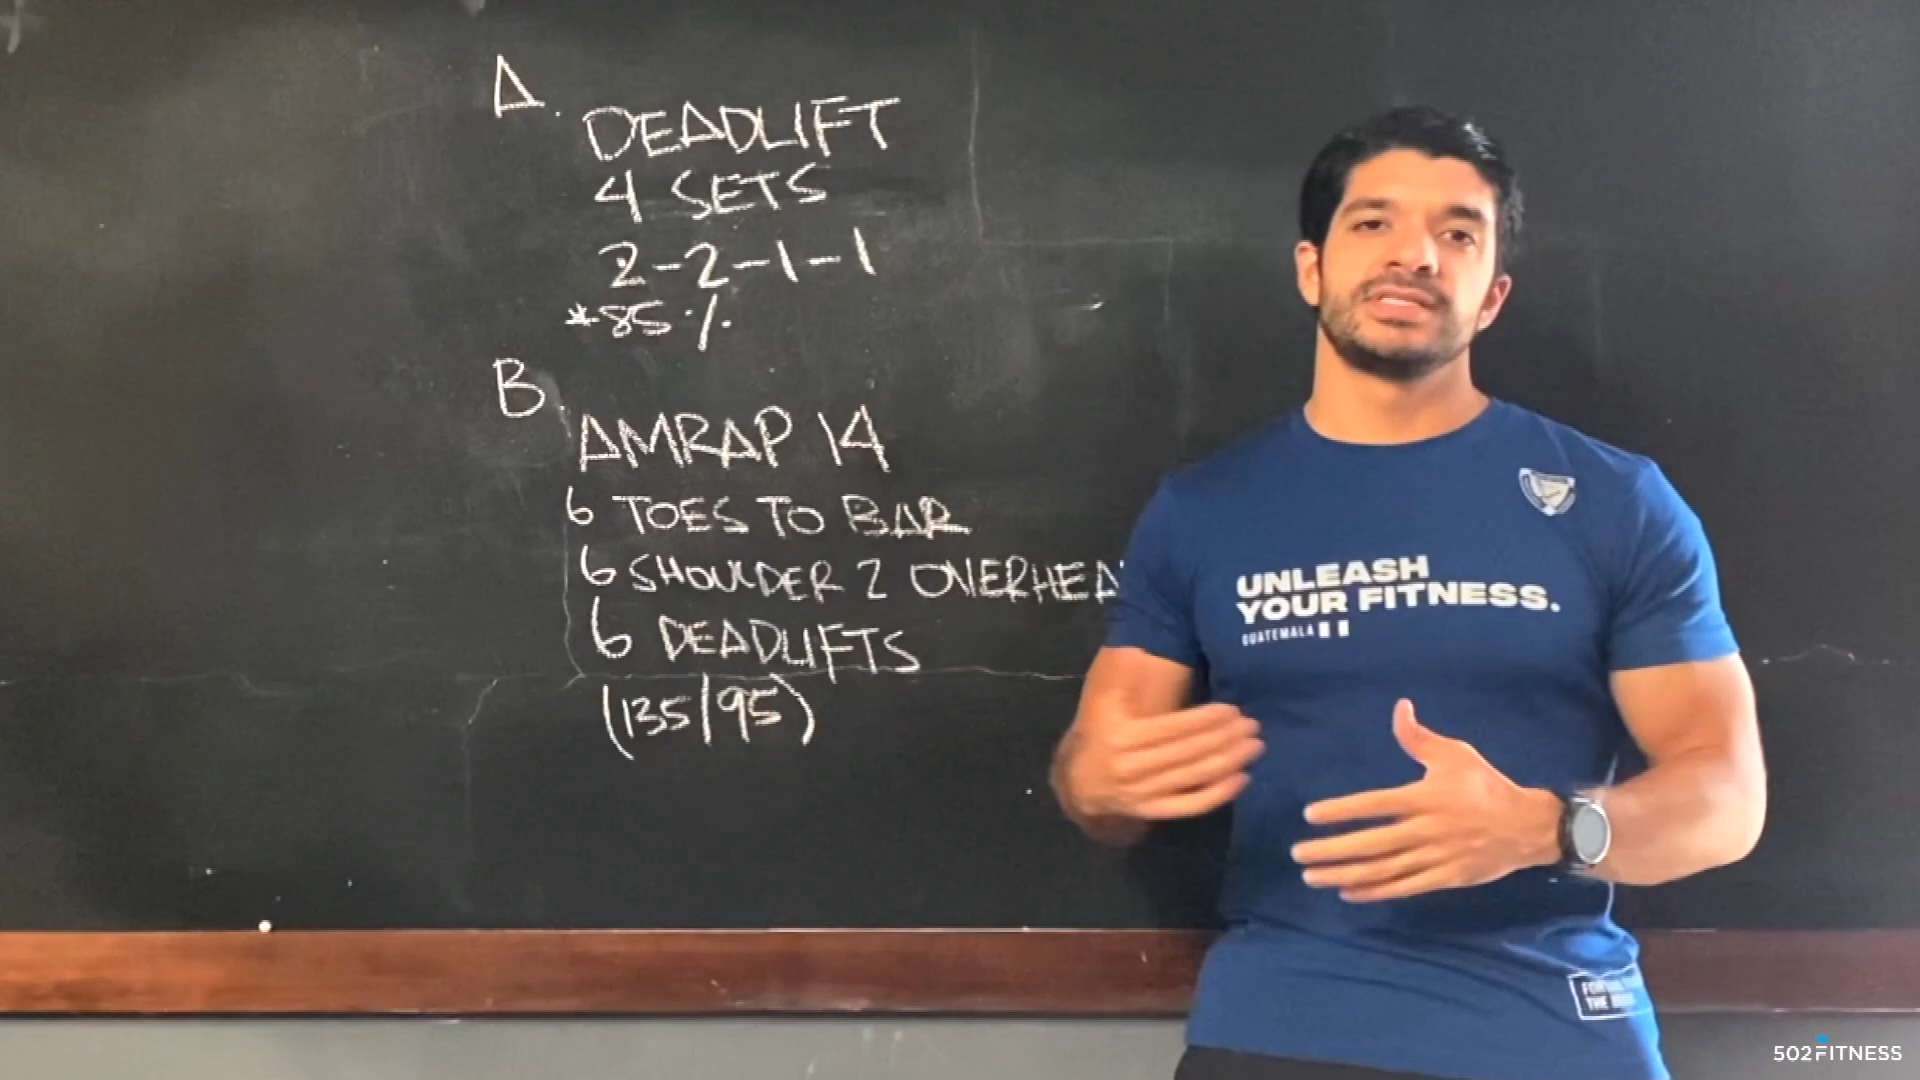 A.
DEADLIFT
4 SETS
2-2-1-1
*85%
B.
AMRAP 14
6 TOES TO BAR
6 SHOULDER 2 OVERHEA
6 DEADLIFTS
(135/95)
UNLEASH
YOUR FITNESS.
GUATEMALA
THE
502FITNESS